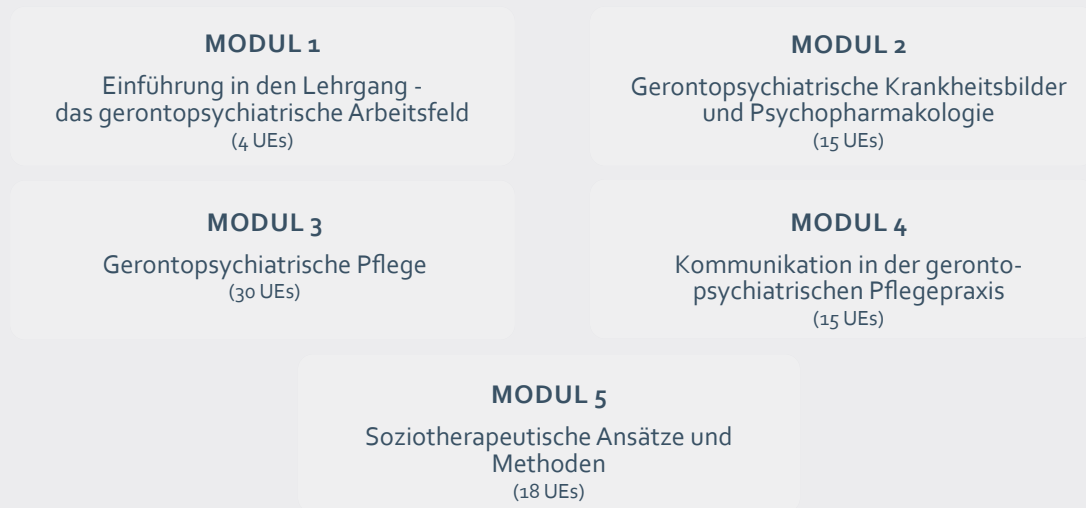 MODUL 1
Einführung in den Lehrgang -
das gerontopsychiatrische Arbeitsfeld
(4 UEs)
MODUL 2
Gerontopsychiatrische Krankheitsbilder
und Psychopharmakologie
(15 UEs)
MODUL 3
Gerontopsychiatrische Pflege
(30 UEs)
MODUL 4
Kommunikation in der geronto-
psychiatrischen Pflegepraxis
(15 UEs)
MODUL 5
Soziotherapeutische Ansätze und
Methoden
(18 UEs)